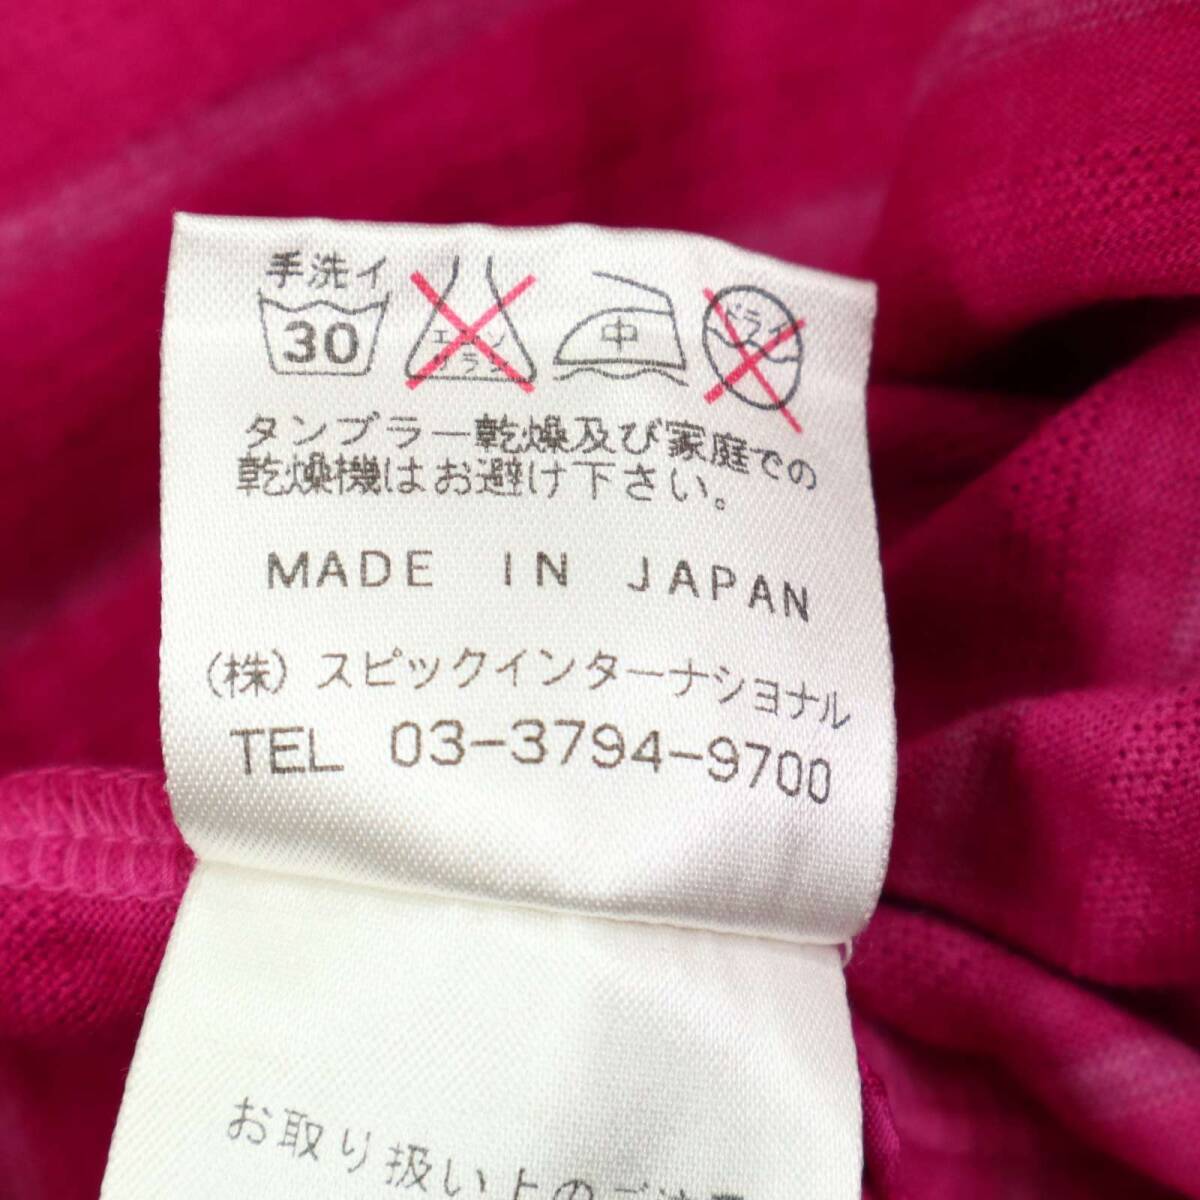 手洗イ
30 エンソ サラシ 中 ドライ
タンブラー乾燥及び家庭での
乾燥機はお避け下さい。
MADE IN JAPAN
(株) スピックインターナショナル
TEL 03-3794-9700
お取り扱い上のご注意